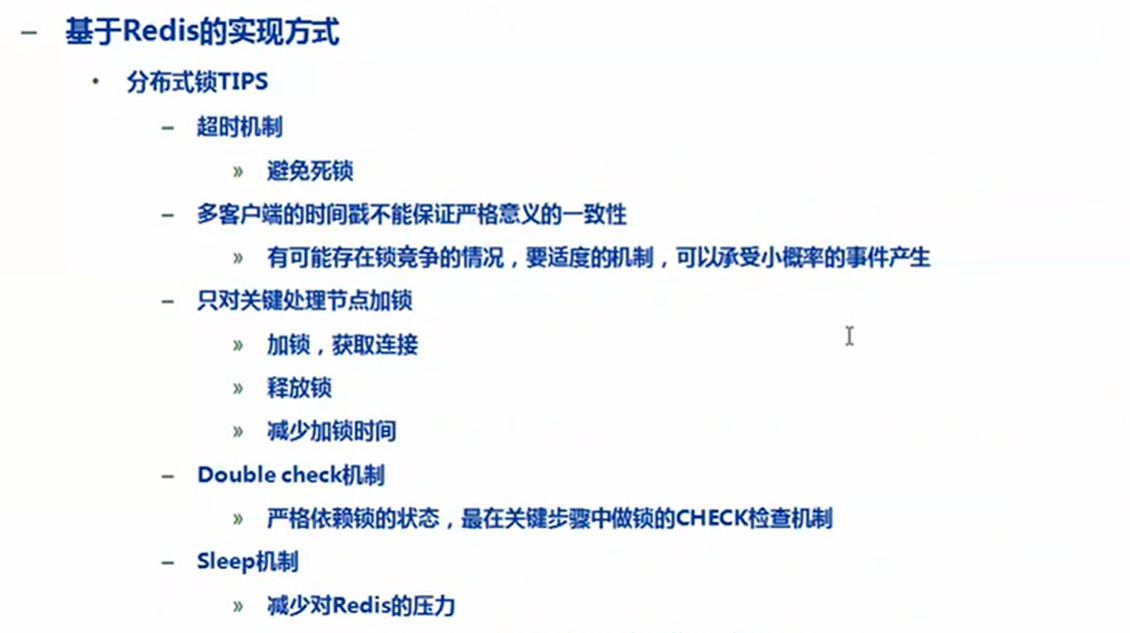 – 基于Redis的实现方式
• 分布式锁TIPS
– 超时机制
» 避免死锁
– 多客户端的时间戳不能保证严格意义的一致性
» 有可能存在锁竞争的情况，要适度的机制，可以承受小概率的事件产生
– 只对关键处理节点加锁
» 加锁，获取连接
» 释放锁
» 减少加锁时间
– Double check机制
» 严格依赖锁的状态，最在关键步骤中做锁的CHECK检查机制
– Sleep机制
» 减少对Redis的压力